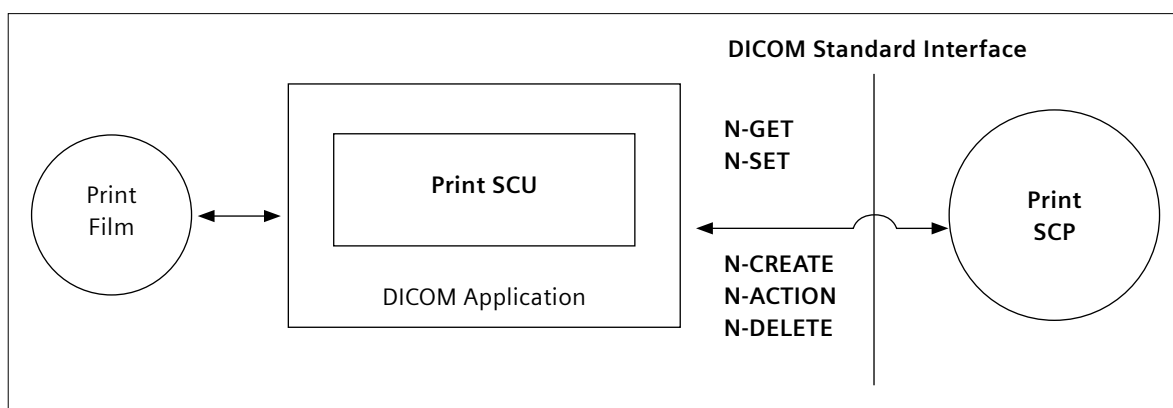 DICOM Standard Interface
Print
Film
Print SCU
DICOM Application
N-GET
N-SET
N-CREATE
N-ACTION
N-DELETE
Print
SCP